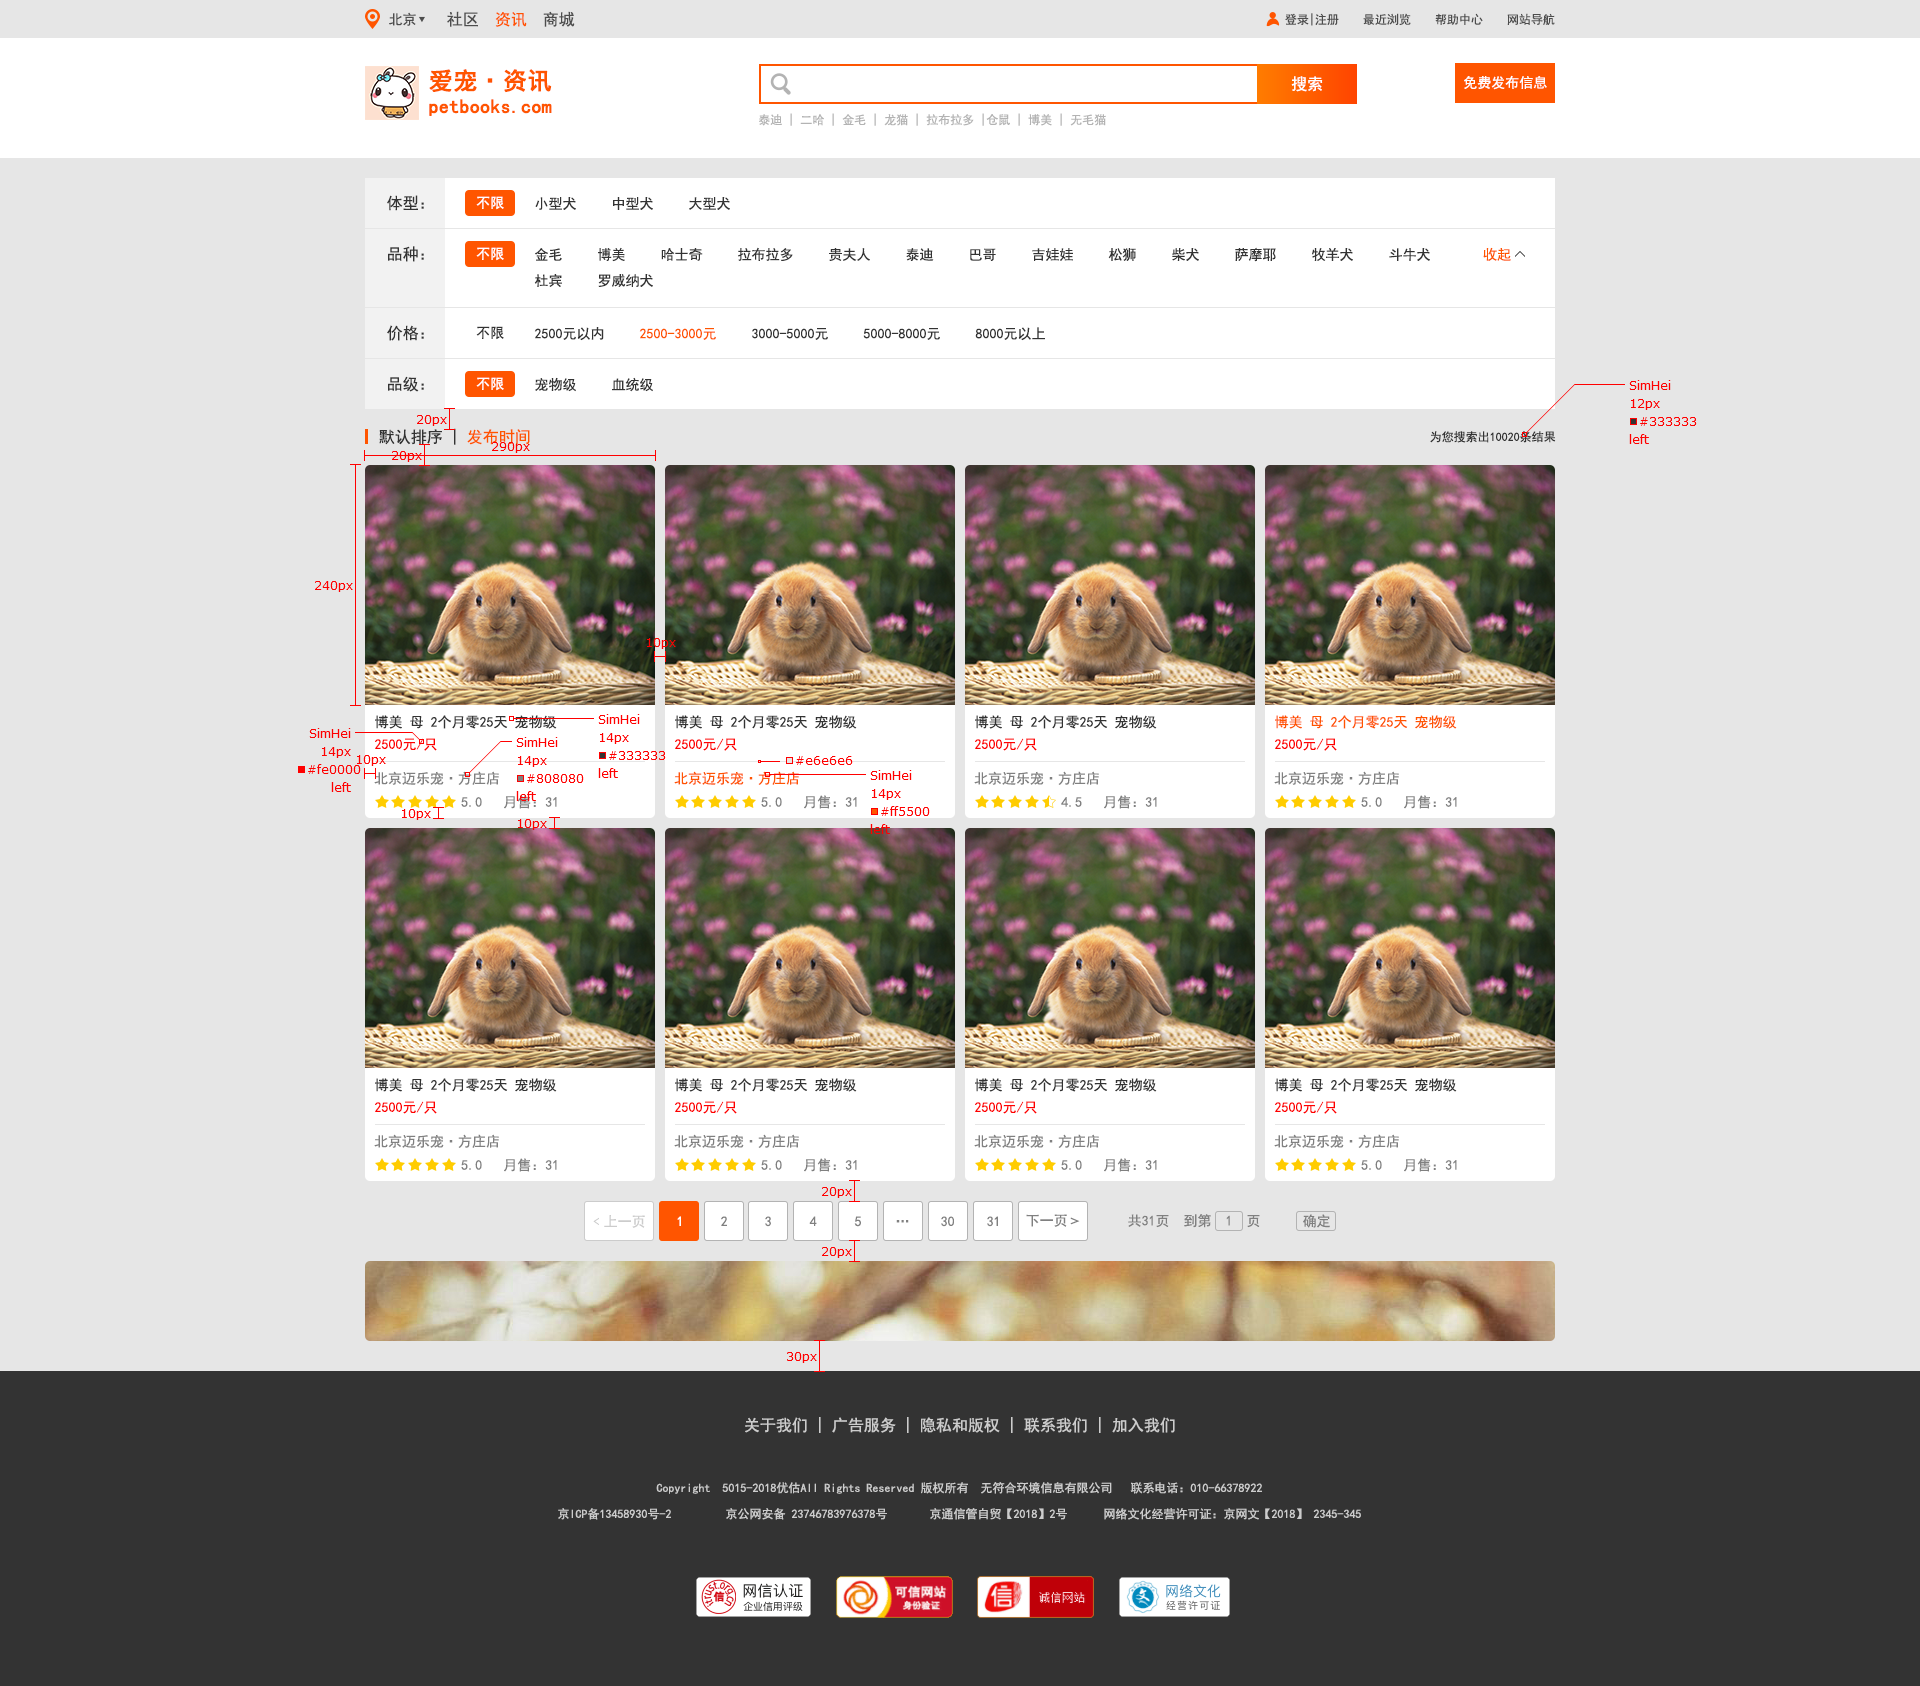 北京 社区 资讯 商城 登录|注册 最近浏览 帮助中心 网站导航
爱宠·资讯
petbooks.com
搜索
免费发布信息
泰迪 | 二哈 | 金毛 | 龙猫 | 拉布拉多 |仓鼠 | 博美 | 无毛猫
体型： 不限 小型犬 中型犬 大型犬
品种： 不限 金毛 博美 哈士奇 拉布拉多 贵夫人 泰迪 巴哥 吉娃娃 松狮 柴犬 萨摩耶 牧羊犬 斗牛犬 收起
杜宾 罗威纳犬
价格： 不限 2500元以内 2500-3000元 3000-5000元 5000-8000元 8000元以上
品级： 不限 宠物级 血统级
SimHei
12px
#333333
left
20px
默认排序 | 发布时间 为您搜索出10020条结果
290px
20px
240px
10px
博美 母 2个月零25天 宠物级 博美 母 2个月零25天 宠物级 博美 母 2个月零25天 宠物级 博美 母 2个月零25天 宠物级
2500元/只 2500元/只 2500元/只 2500元/只
SimHei
14px
#333333
left
SimHei
14px
#fe0000
left
SimHei
14px
#808080
left
10px
#e6e6e6
SimHei
14px
#ff5500
left
北京迈乐宠·方庄店 北京迈乐宠·方庄店 北京迈乐宠·方庄店 北京迈乐宠·方庄店
5.0 月售：31 5.0 月售：31 4.5 月售：31 5.0 月售：31
10px
10px
博美 母 2个月零25天 宠物级 博美 母 2个月零25天 宠物级 博美 母 2个月零25天 宠物级 博美 母 2个月零25天 宠物级
2500元/只 2500元/只 2500元/只 2500元/只
北京迈乐宠·方庄店 北京迈乐宠·方庄店 北京迈乐宠·方庄店 北京迈乐宠·方庄店
5.0 月售：31 5.0 月售：31 5.0 月售：31 5.0 月售：31
20px
<上一页 1 2 3 4 5 ··· 30 31 下一页> 共31页 到第 1 页 确定
20px
30px
关于我们 | 广告服务 | 隐私和版权 | 联系我们 | 加入我们
Copyright 5015-2018优估All Rights Reserved 版权所有 无符合环境信息有限公司 联系电话：010-66378922
京ICP备13458930号-2 京公网安备 23746783976378号 京通信管自贸【2018】2号 网络文化经营许可证：京网文【2018】 2345-345
网信认证
企业信用评级
可信网站
身份验证
诚信网站
网络文化
经营许可证